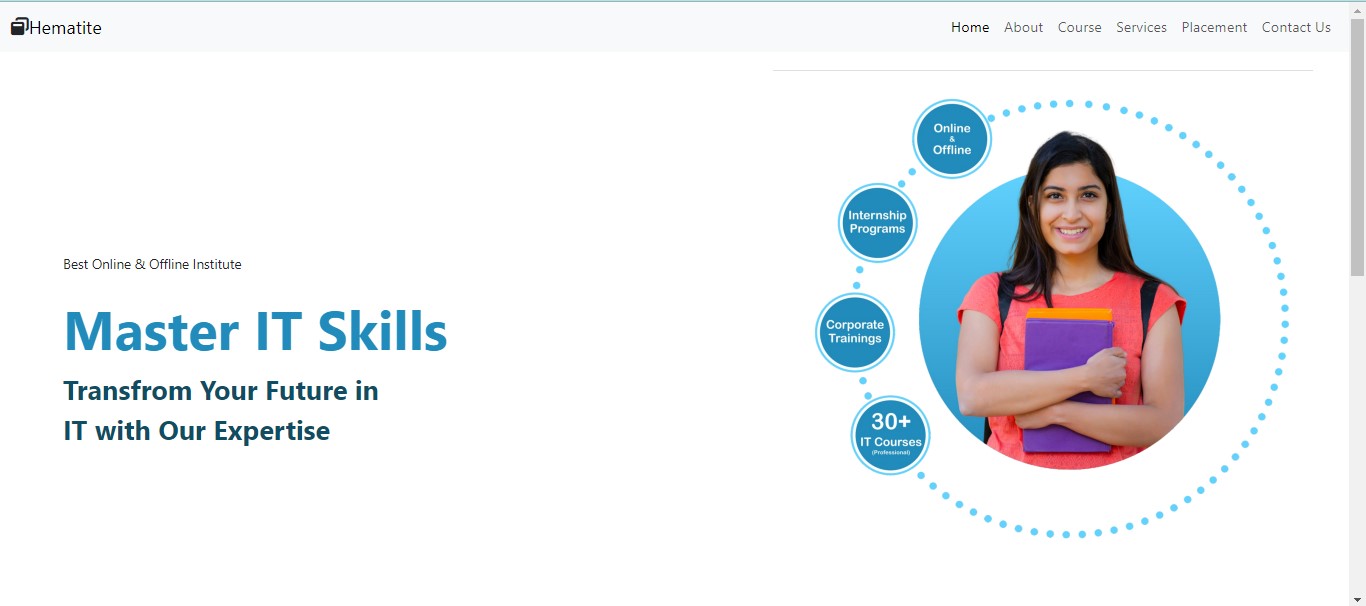 Hematite
Home About Course Services Placement Contact Us
Online
&
Offline
Internship
Programs
Best Online & Offline Institute
Master IT Skills
Transfrom Your Future in
IT with Our Expertise
Corporate
Trainings
30+
IT Courses
(Professional)